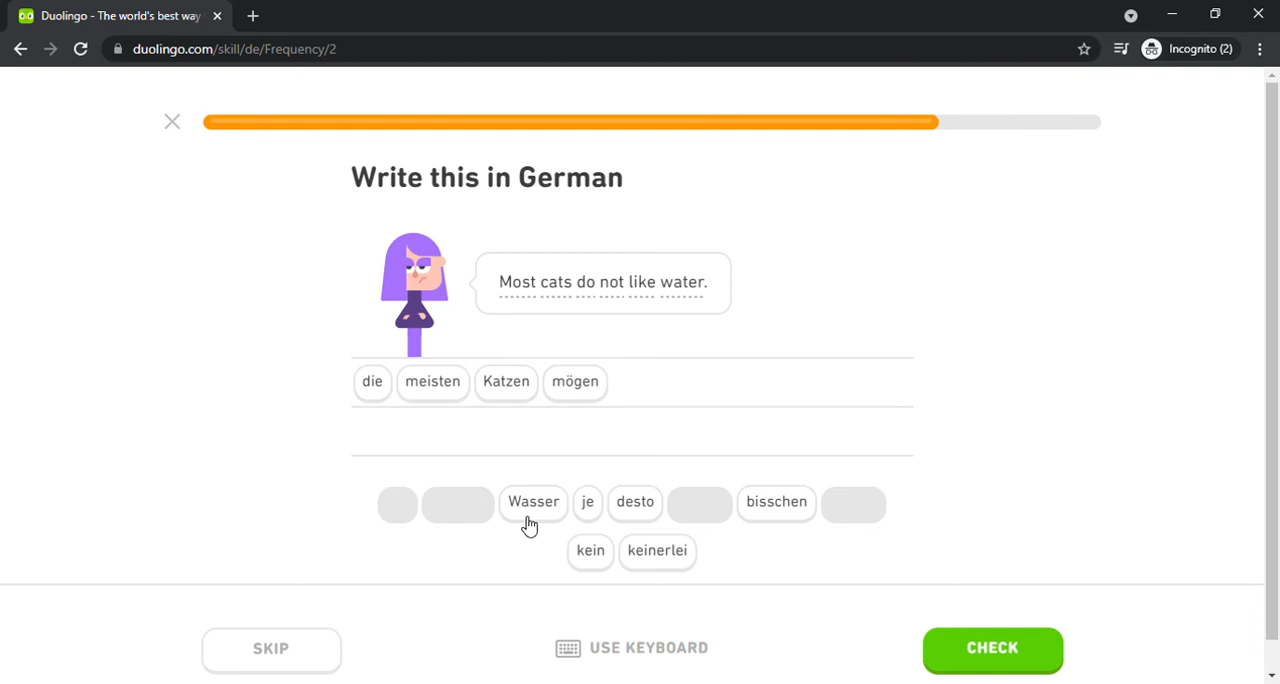 Duolingo - The world's best way
duolingo.com/skill/de/Frequency/2
Incognito (2)
Write this in German
Most cats do not like water.
die meisten Katzen mögen
Wasser je desto bisschen
kein keinerlei
SKIP USE KEYBOARD CHECK